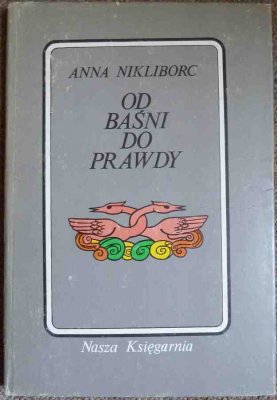 ANNA NIKLIBORC
OD
BAŚNI
DO
PRAWDY
Nasza Księgarnia